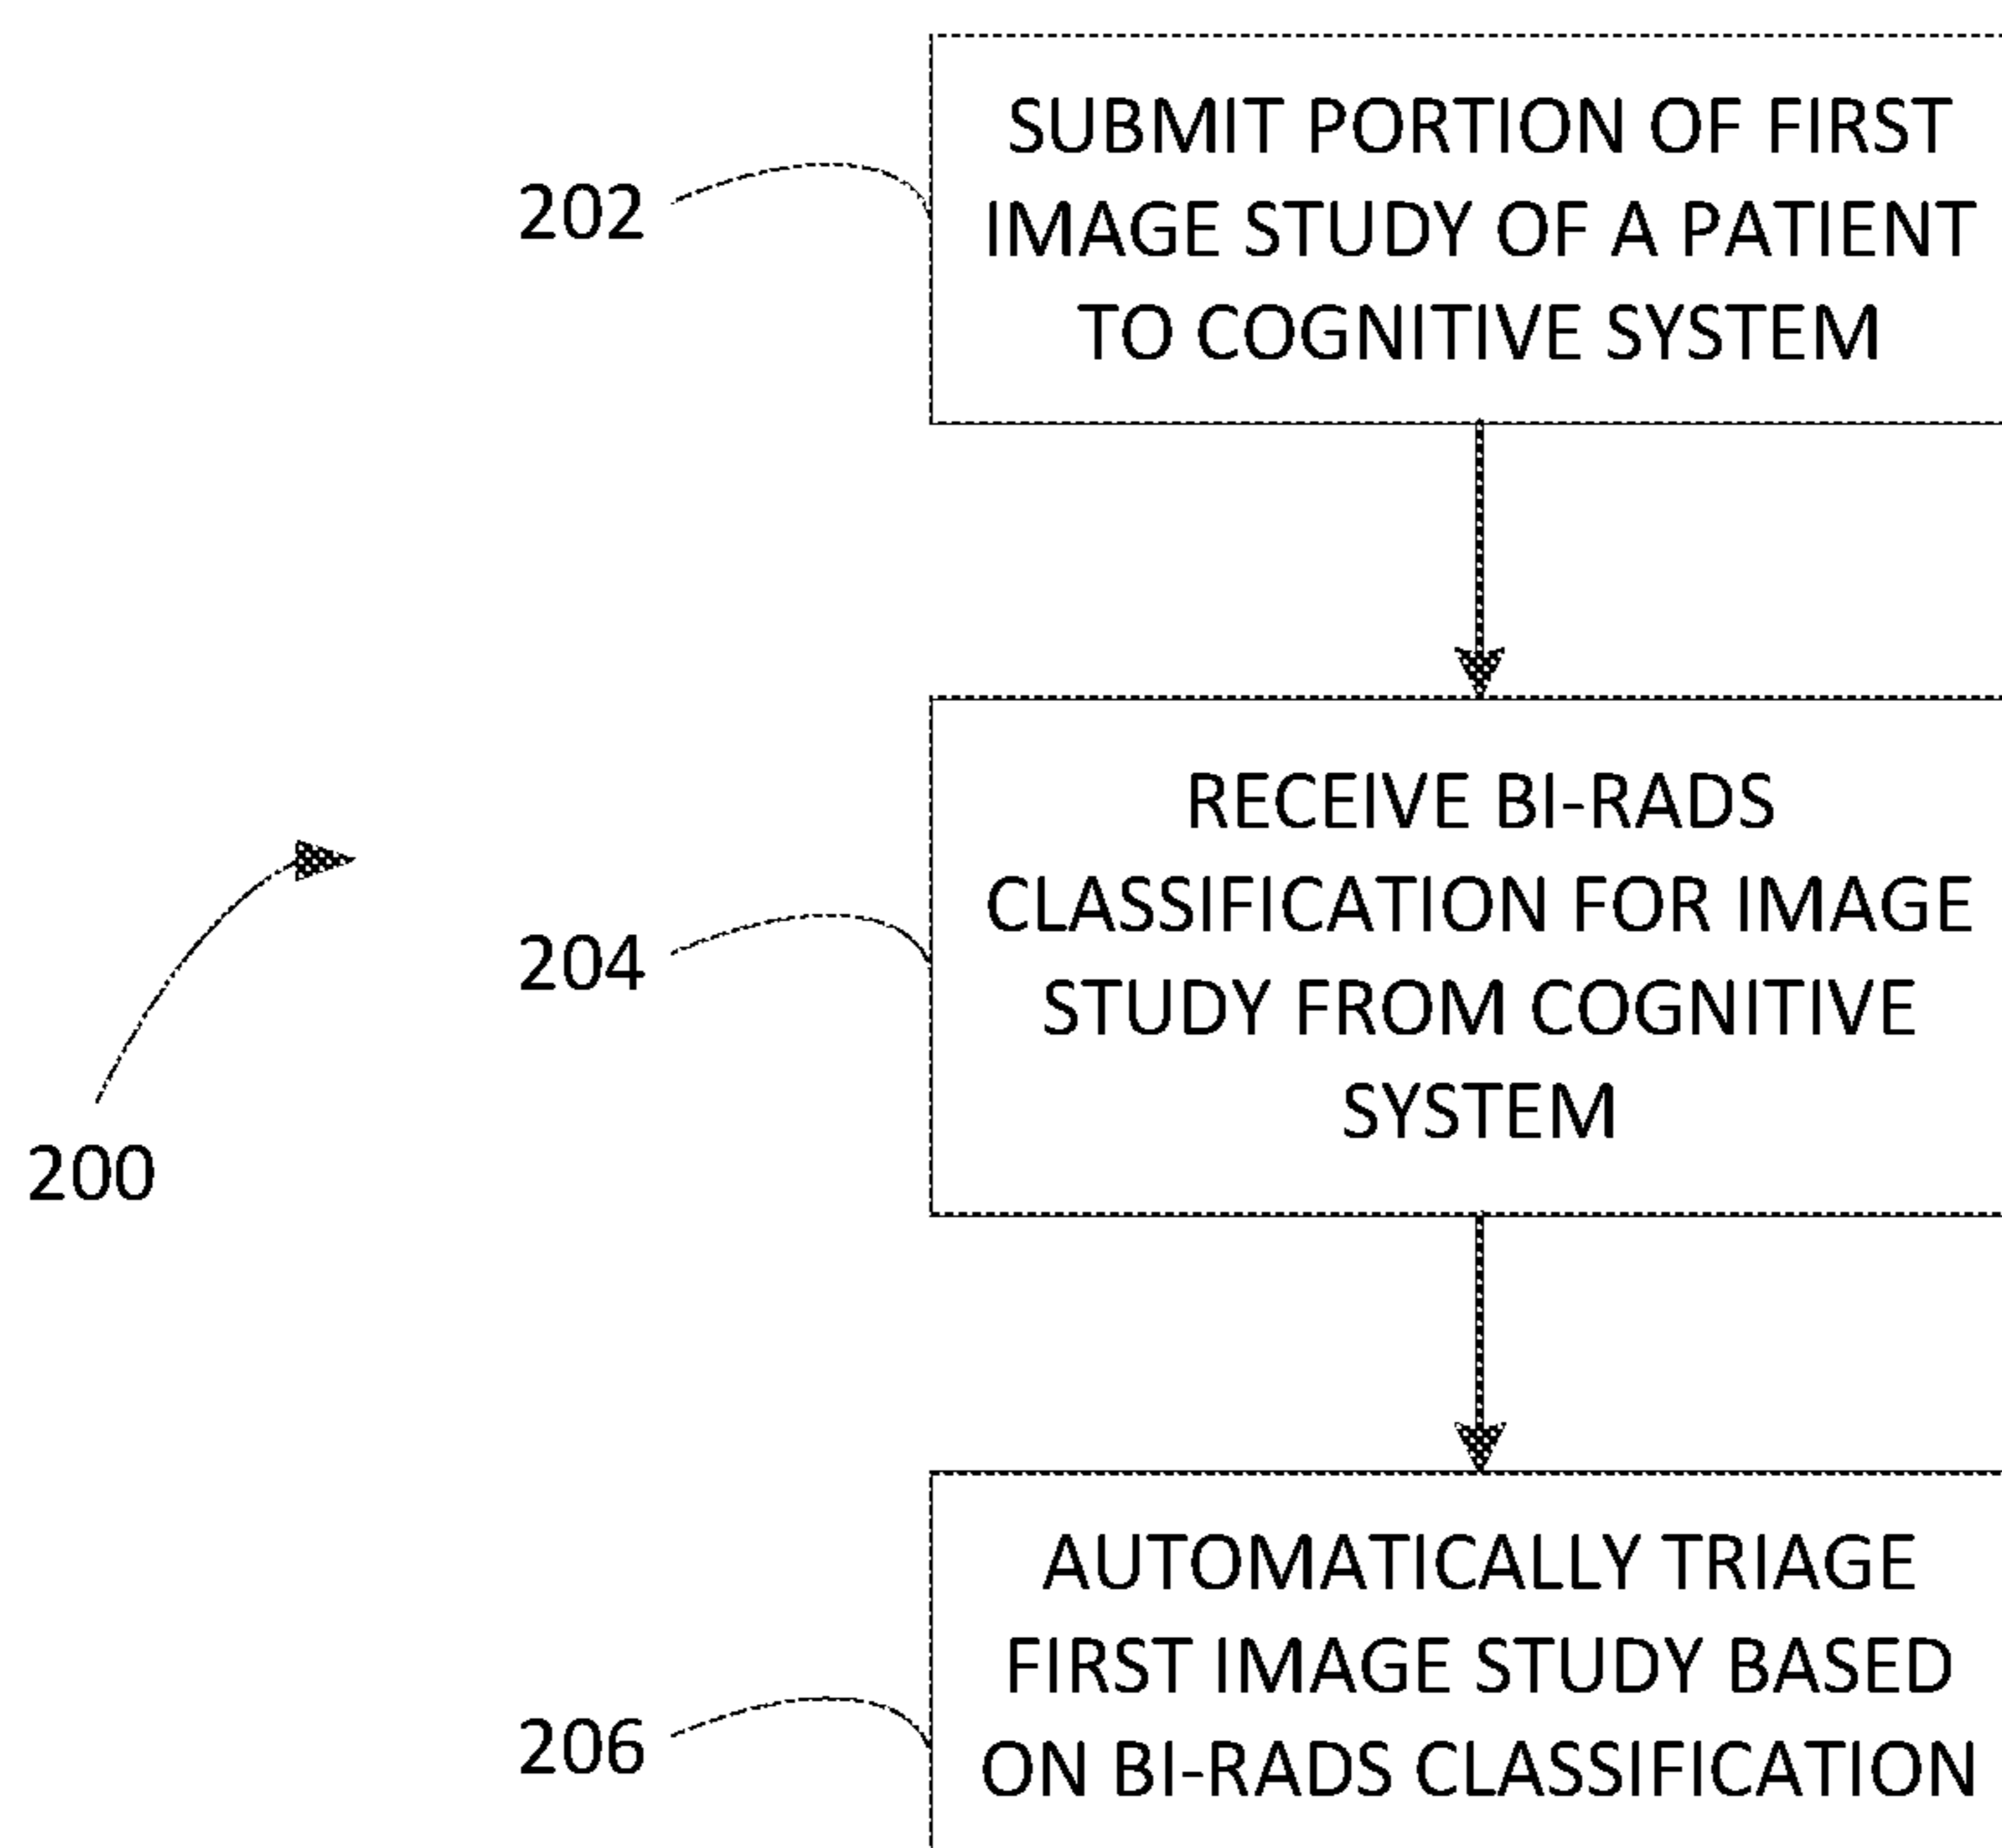 202
SUBMIT PORTION OF FIRST
IMAGE STUDY OF A PATIENT
TO COGNITIVE SYSTEM
200
204
RECEIVE BI-RADS
CLASSIFICATION FOR IMAGE
STUDY FROM COGNITIVE
SYSTEM
206
AUTOMATICALLY TRIAGE
FIRST IMAGE STUDY BASED
ON BI-RADS CLASSIFICATION